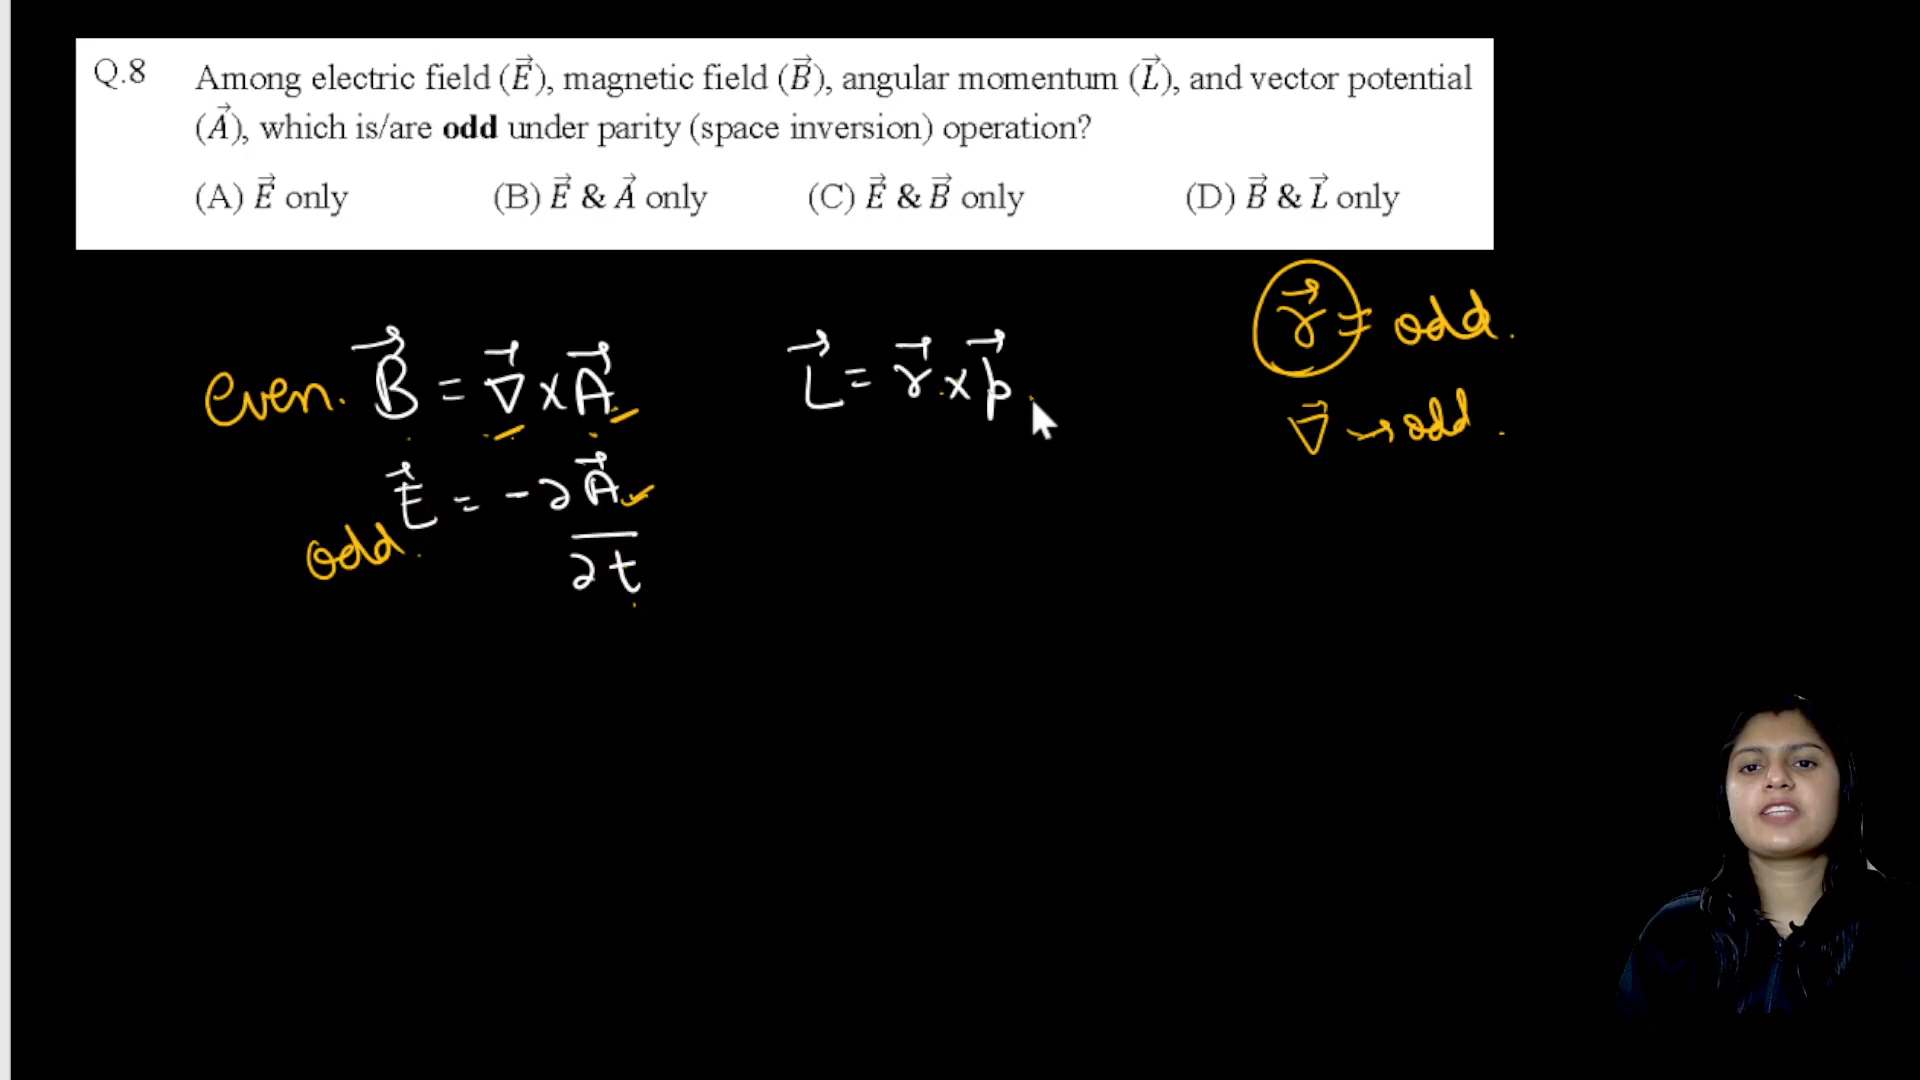 Q.8 Among electric field (E⃗), magnetic field (B⃗), angular momentum (L⃗), and vector potential
(A⃗), which is/are odd under parity (space inversion) operation?
(A) E⃗ only (B) E⃗ & A⃗ only (C) E⃗ & B⃗ only (D) B⃗ & L⃗ only
r⃗ = odd.
even. B⃗ = ∇⃗ × A⃗
L⃗ = r⃗ × p⃗
∇⃗ → odd.
odd. E⃗ = -∂A⃗/∂t